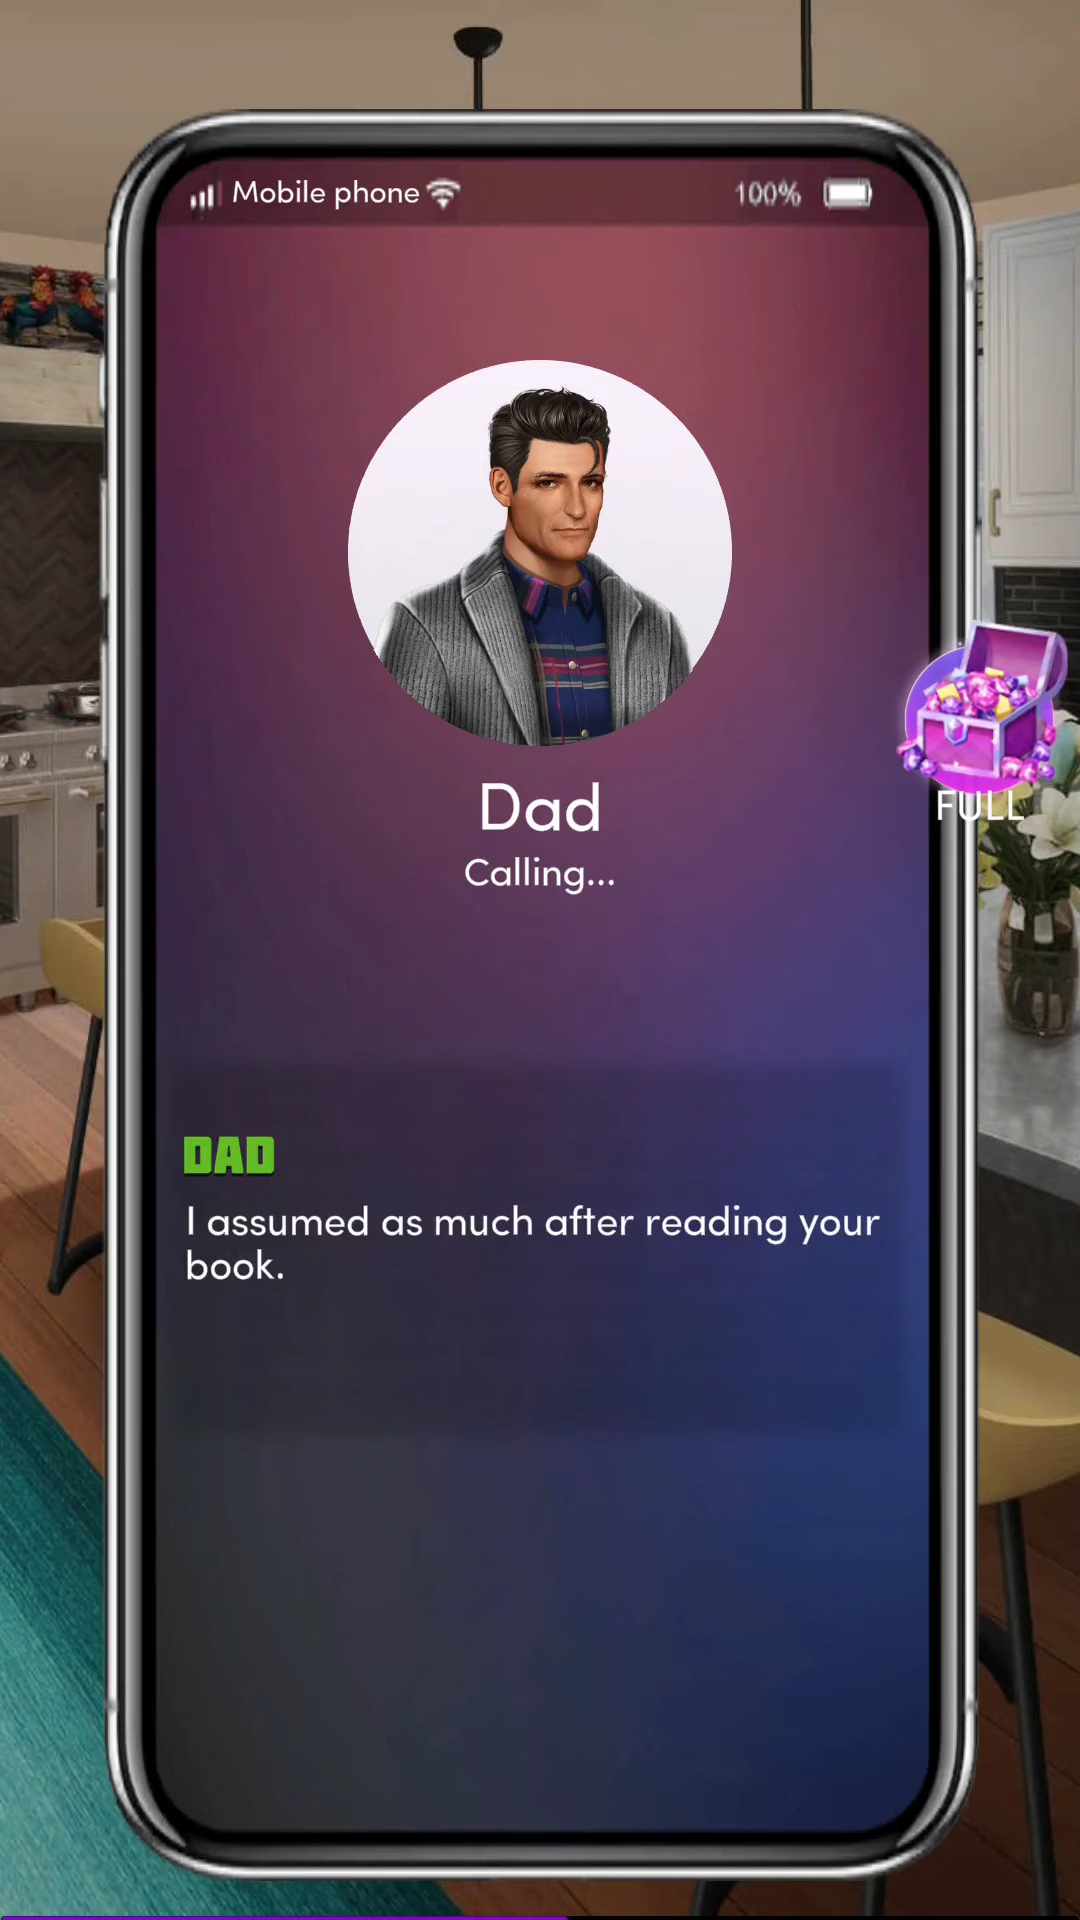 Mobile phone
100%
Dad
Calling...
FULL
DAD
I assumed as much after reading your
book.